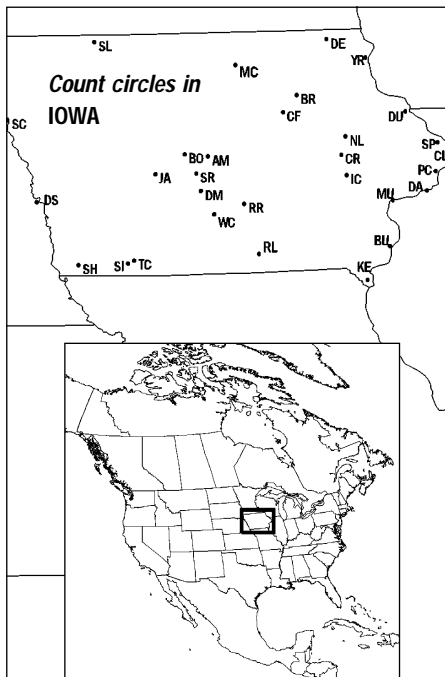 SL
DE
YR
MC
Count circles in
IOWA
BR
CF
DU
SC
NL
SP
CL
BO
AM
CR
PC
JA
SR
IC
DA
DM
DS
RR
MU
WC
BU
RL
SH
SI
TC
KE